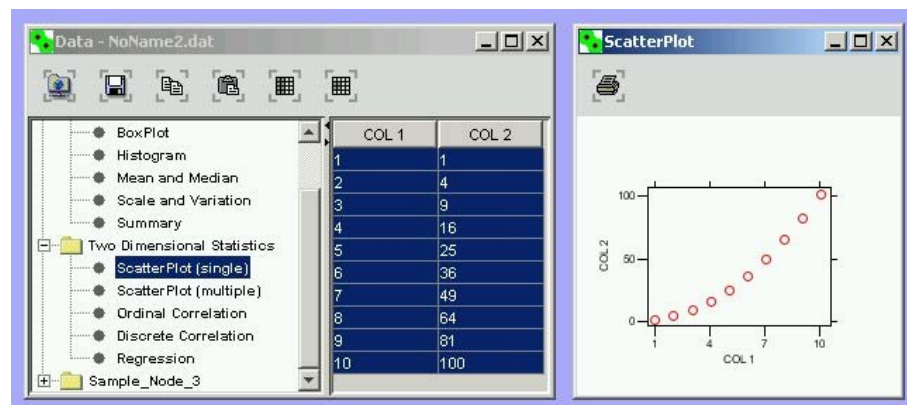 Data - NoName2.dat
BoxPlot
Histogram
Mean and Median
Scale and Variation
Summary
Two Dimensional Statistics
ScatterPlot (single)
ScatterPlot (multiple)
Ordinal Correlation
Discrete Correlation
Regression
Sample_Node_3
COL 1 COL 2
1 1
2 4
3 9
4 16
5 25
6 36
7 49
8 64
9 81
10 100
ScatterPlot
100
50
0
COL 2
1 4 7 10
COL 1